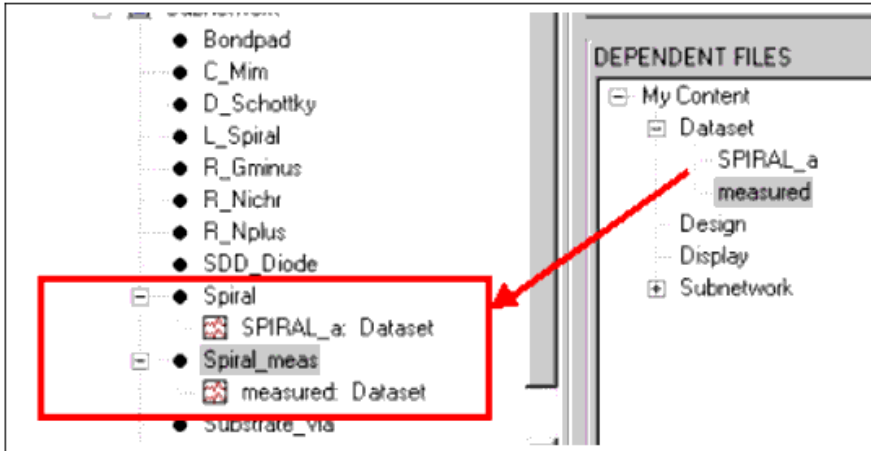 Bondpad
C_Mim
D_Schottky
L_Spiral
R_Gminus
R_Nichr
R_Nplus
SDD_Diode
Spiral
SPIRAL_a: Dataset
Spiral_meas
measured: Dataset
Substrate_via
DEPENDENT FILES
My Content
Dataset
SPIRAL_a
measured
Design
Display
Subnetwork